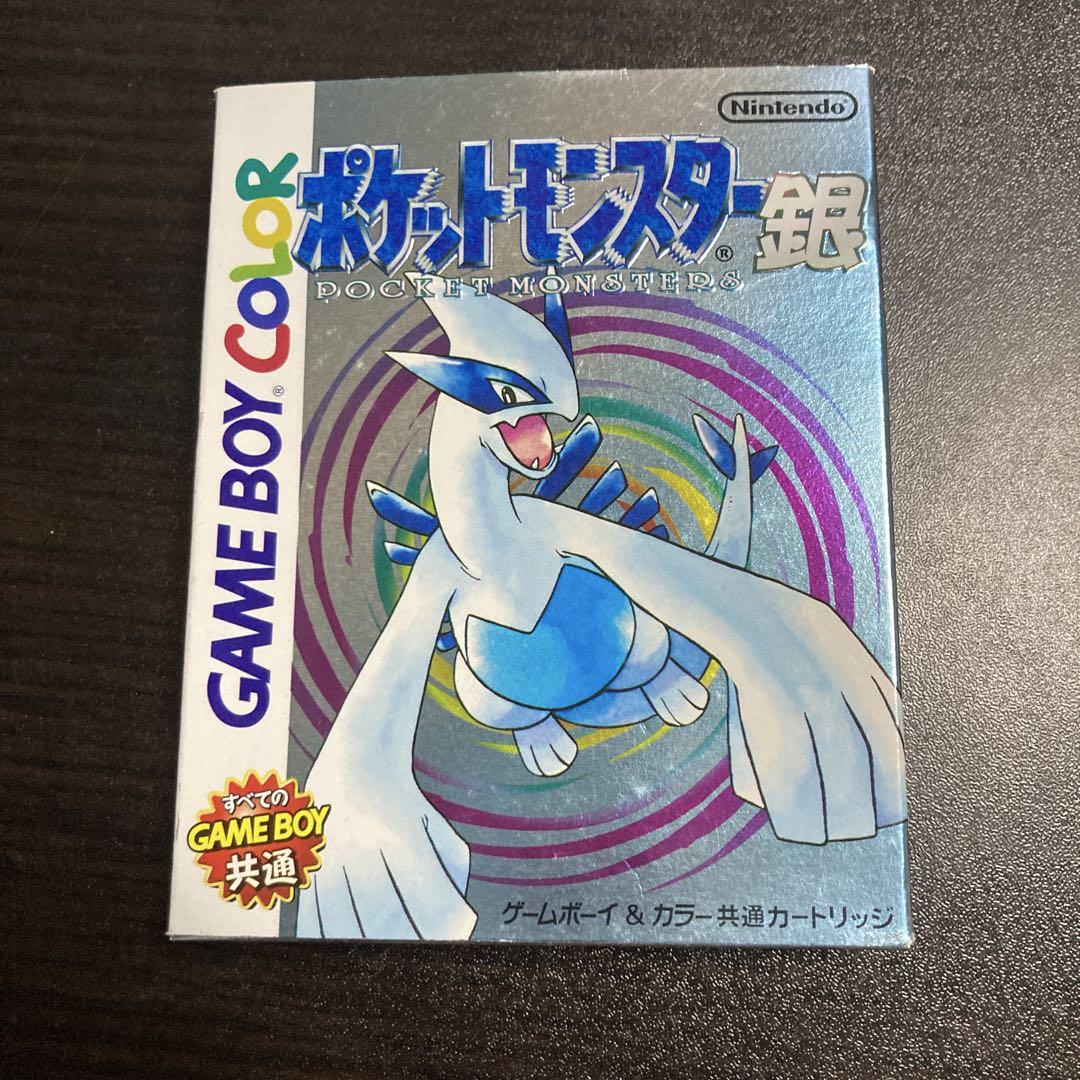 Nintendo®
ポケットモンスター® 銀
POCKET MONSTERS
GAME BOY® COLOR
すべての
GAME BOY
共通
ゲームボーイ & カラー共通カートリッジ